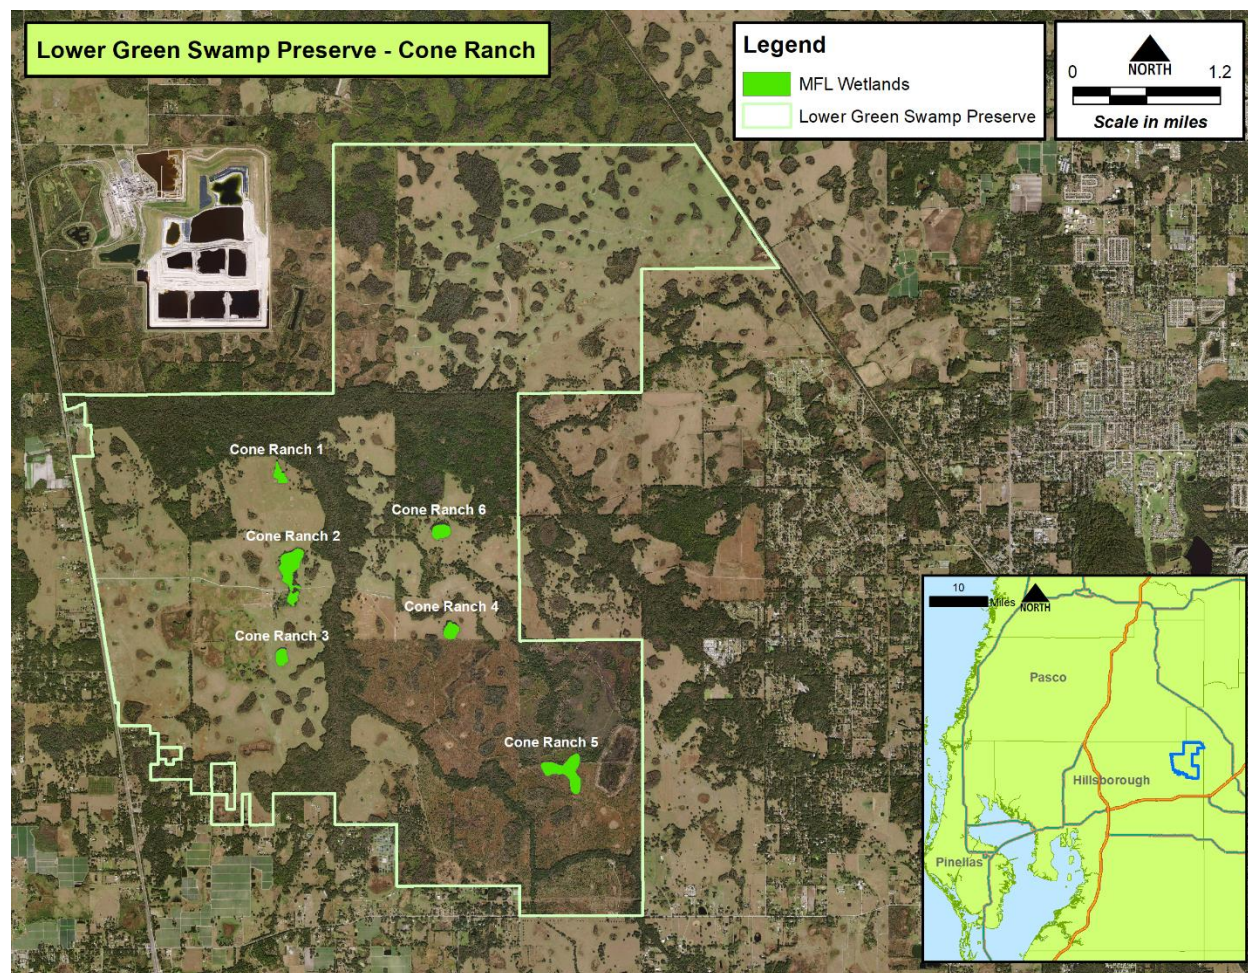 Lower Green Swamp Preserve - Cone Ranch
Legend
MFL Wetlands
Lower Green Swamp Preserve
NORTH
0 1.2
Scale in miles
Cone Ranch 1
Cone Ranch 6
Cone Ranch 2
Cone Ranch 4
Cone Ranch 3
Cone Ranch 5
10
Miles
NORTH
Pasco
Hillsborough
Pinellas